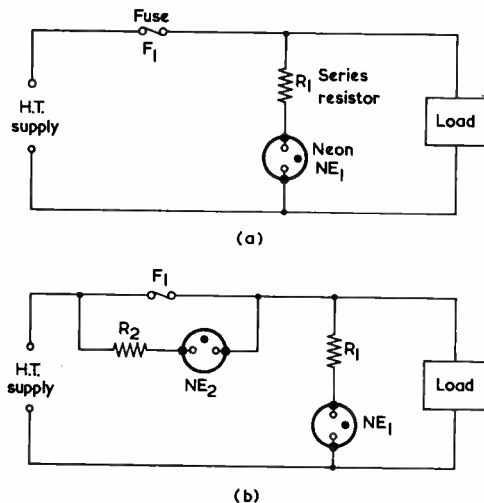 Fuse
F1
H.T.
supply
R1
Series
resistor
Neon
NE1
Load
(a)
F1
R2
NE2
H.T.
supply
R1
NE1
Load
(b)